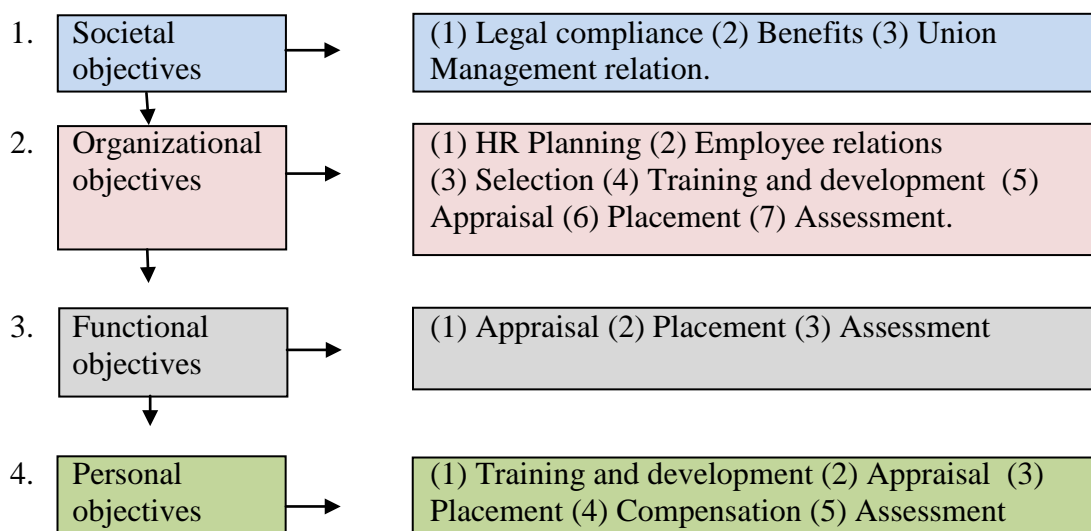 1. Societal objectives
(1) Legal compliance (2) Benefits (3) Union
Management relation.
2. Organizational objectives
(1) HR Planning (2) Employee relations
(3) Selection (4) Training and development (5)
Appraisal (6) Placement (7) Assessment.
3. Functional objectives
(1) Appraisal (2) Placement (3) Assessment
4. Personal objectives
(1) Training and development (2) Appraisal (3)
Placement (4) Compensation (5) Assessment